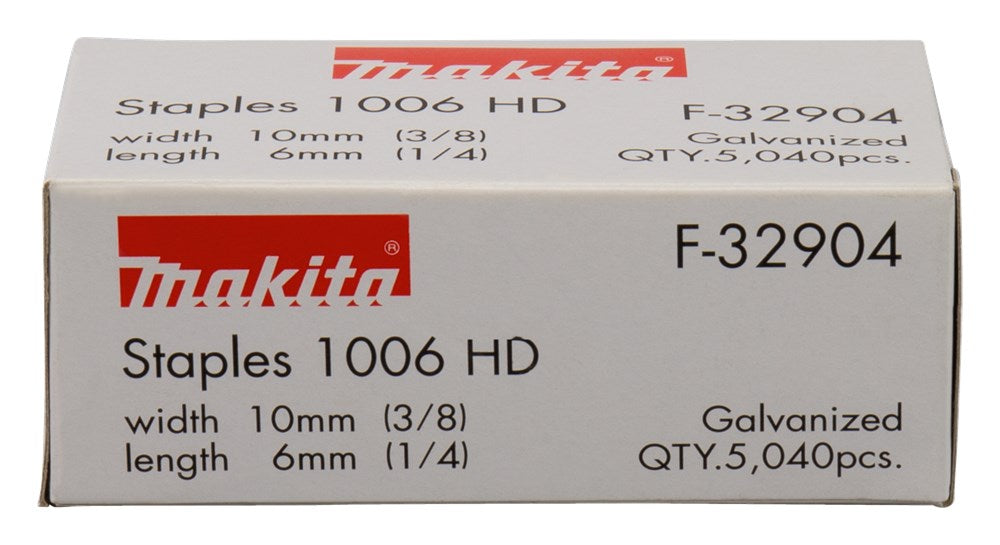 makita®
Staples 1006 HD F-32904
width 10mm (3/8) Galvanized
length 6mm (1/4) QTY.5,040pcs.
makita®
F-32904
Staples 1006 HD
width 10mm (3/8) Galvanized
length 6mm (1/4) QTY.5,040pcs.